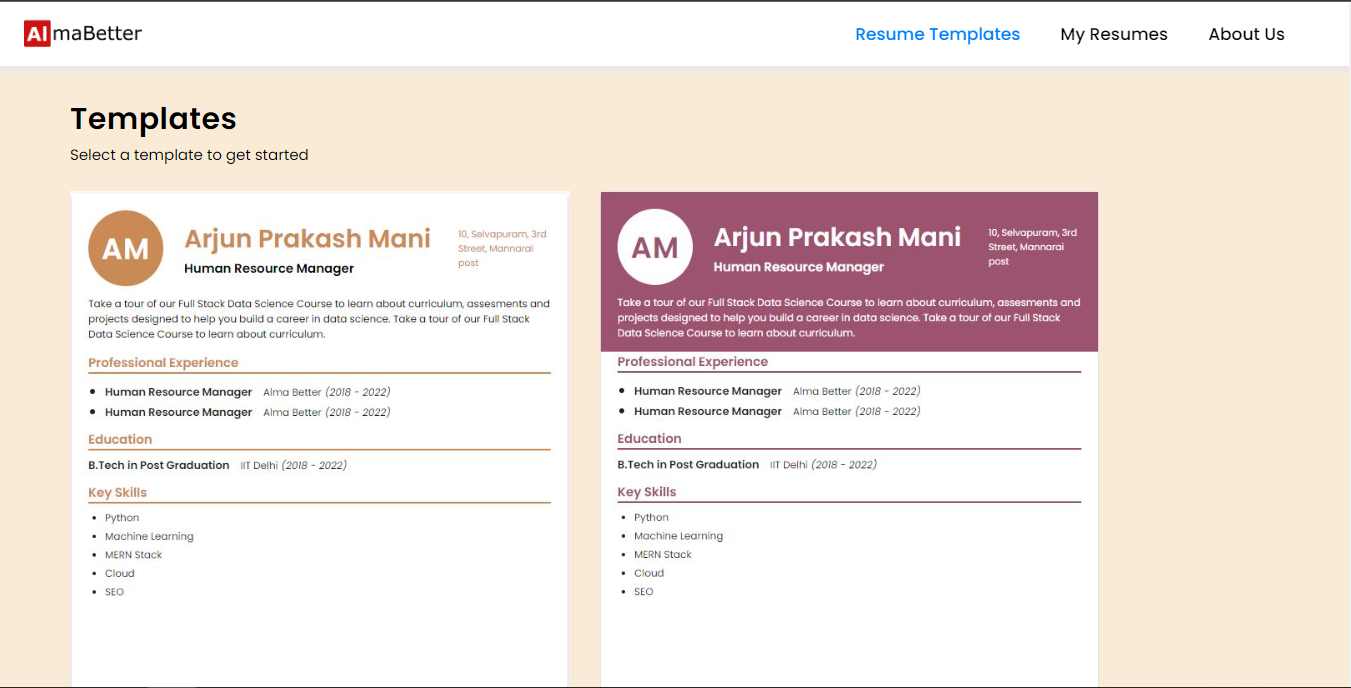 AlmaBetter
Resume Templates
My Resumes
About Us
Templates
Select a template to get started
AM
Arjun Prakash Mani
Human Resource Manager
10, Selvapuram, 3rd
Street, Mannarai
post
Take a tour of our Full Stack Data Science Course to learn about curriculum, assesments and
projects designed to help you build a career in data science. Take a tour of our Full Stack
Data Science Course to learn about curriculum.
Professional Experience
• Human Resource Manager Alma Better (2018 - 2022)
• Human Resource Manager Alma Better (2018 - 2022)
Education
B.Tech in Post Graduation IIT Delhi (2018 - 2022)
Key Skills
• Python
• Machine Learning
• MERN Stack
• Cloud
• SEO
AM
Arjun Prakash Mani
Human Resource Manager
10, Selvapuram, 3rd
Street, Mannarai
post
Take a tour of our Full Stack Data Science Course to learn about curriculum, assesments and
projects designed to help you build a career in data science. Take a tour of our Full Stack
Data Science Course to learn about curriculum.
Professional Experience
• Human Resource Manager Alma Better (2018 - 2022)
• Human Resource Manager Alma Better (2018 - 2022)
Education
B.Tech in Post Graduation IIT Delhi (2018 - 2022)
Key Skills
• Python
• Machine Learning
• MERN Stack
• Cloud
• SEO